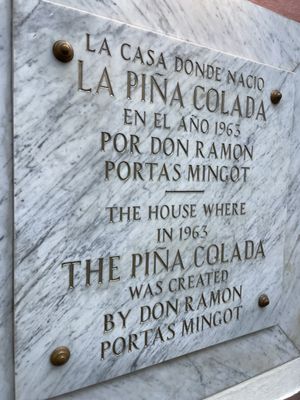 LA CASA DONDE NACIO
LA PIÑA COLADA
EN EL AÑO 1963
POR DON RAMON
PORTAS MINGOT
THE HOUSE WHERE
IN 1963
THE PIÑA COLADA
WAS CREATED
BY DON RAMON
PORTAS MINGOT